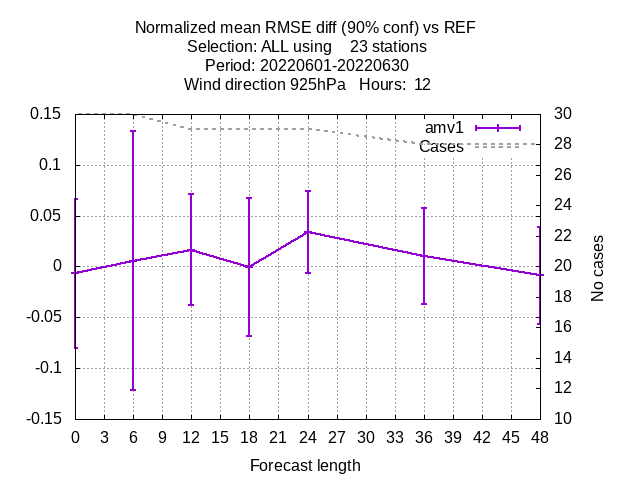 Normalized mean RMSE diff (90% conf) vs REF
Selection: ALL using 23 stations
Period: 20220601-20220630
Wind direction 925hPa Hours: 12
0.15 30
amv1
Cases 28
0.1 26
24
0.05 22
0 20
18
-0.05 16
14
-0.1 12
-0.15 10
No cases
0 3 6 9 12 15 18 21 24 27 30 33 36 39 42 45 48
Forecast length